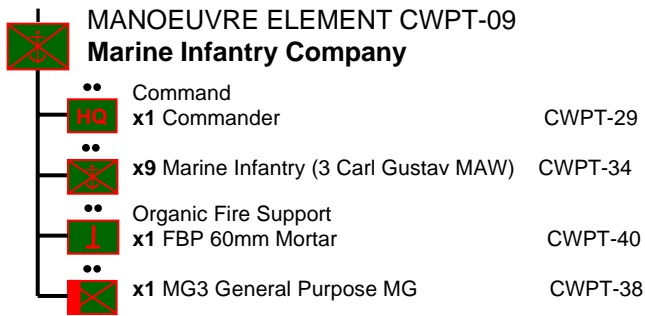 MANOEUVRE ELEMENT CWPT-09
Marine Infantry Company
Command
HQ x1 Commander CWPT-29
x9 Marine Infantry (3 Carl Gustav MAW) CWPT-34
Organic Fire Support
x1 FBP 60mm Mortar CWPT-40
x1 MG3 General Purpose MG CWPT-38